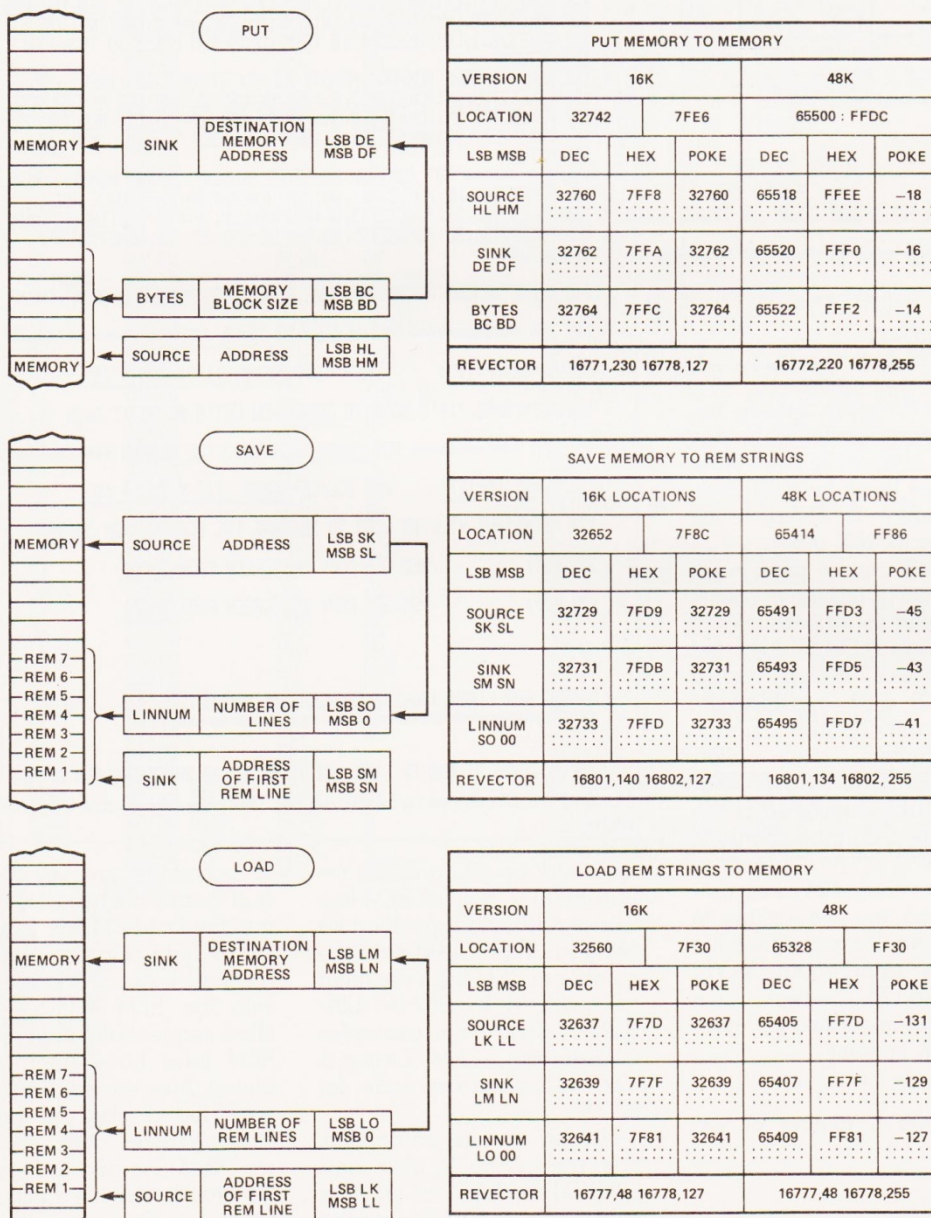 PUT
MEMORY
SINK
DESTINATION
MEMORY
ADDRESS
LSB DE
MSB DF
BYTES
MEMORY
BLOCK SIZE
LSB BC
MSB BD
MEMORY
SOURCE
ADDRESS
LSB HL
MSB HM
PUT MEMORY TO MEMORY
VERSION 16K 48K
LOCATION 32742 7FE6 65500 : FFDC
LSB MSB DEC HEX POKE DEC HEX POKE
SOURCE
HL HM
32760 7FF8 32760 65518 FFEE −18
SINK
DE DF
32762 7FFA 32762 65520 FFF0 −16
BYTES
BC BD
32764 7FFC 32764 65522 FFF2 −14
REVECTOR 16771,230 16778,127 16772,220 16778,255
SAVE
MEMORY
SOURCE
ADDRESS
LSB SK
MSB SL
REM 7
REM 6
REM 5
REM 4
REM 3
REM 2
REM 1
LINNUM
NUMBER OF
LINES
LSB SO
MSB 0
SINK
ADDRESS
OF FIRST
REM LINE
LSB SM
MSB SN
SAVE MEMORY TO REM STRINGS
VERSION 16K LOCATIONS 48K LOCATIONS
LOCATION 32652 7F8C 65414 FF86
LSB MSB DEC HEX POKE DEC HEX POKE
SOURCE
SK SL
32729 7FD9 32729 65491 FFD3 −45
SINK
SM SN
32731 7FDB 32731 65493 FFD5 −43
LINNUM
SO 00
32733 7FFD 32733 65495 FFD7 −41
REVECTOR 16801,140 16802,127 16801,134 16802, 255
LOAD
MEMORY
SINK
DESTINATION
MEMORY
ADDRESS
LSB LM
MSB LN
REM 7
REM 6
REM 5
REM 4
REM 3
REM 2
REM 1
LINNUM
NUMBER OF
REM LINES
LSB LO
MSB 0
SOURCE
ADDRESS
OF FIRST
REM LINE
LSB LK
MSB LL
LOAD REM STRINGS TO MEMORY
VERSION 16K 48K
LOCATION 32560 7F30 65328 FF30
LSB MSB DEC HEX POKE DEC HEX POKE
SOURCE
LK LL
32637 7F7D 32637 65405 FF7D −131
SINK
LM LN
32639 7F7F 32639 65407 FF7F −129
LINNUM
LO 00
32641 7F81 32641 65409 FF81 −127
REVECTOR 16777,48 16778,127 16777,48 16778,255